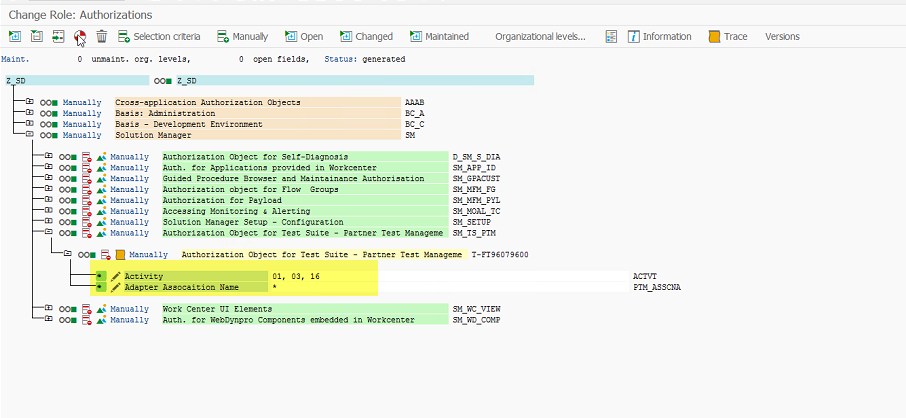 Change Role: Authorizations
Selection criteria Manually Open Changed Maintained Organizational levels... Information Trace Versions
Maint. 0 unmaint. org. levels, 0 open fields, Status: generated
Z_SD Z_SD
Manually Cross-application Authorization Objects AAAB
Manually Basis: Administration BC_A
Manually Basis - Development Environment BC_C
Manually Solution Manager SM
Manually Authorization Object for Self-Diagnosis D_SM_S_DIA
Manually Auth. for Applications provided in Workcenter SM_APP_ID
Manually Guided Procedure Browser and Maintainance Authorisation SM_GPACUST
Manually Authorization object for Flow Groups SM_MFM_FG
Manually Authorization for Payload SM_MFM_PYL
Manually Accessing Monitoring & Alerting SM_MOAL_TC
Manually Solution Manager Setup - Configuration SM_SETUP
Manually Authorization Object for Test Suite - Partner Test Manageme SM_TS_PTM
Manually Authorization Object for Test Suite - Partner Test Manageme T-FT96079600
Activity 01, 03, 16 ACTVT
Adapter Assocaition Name * PTM_ASSCNA
Manually Work Center UI Elements SM_WC_VIEW
Manually Auth. for WebDynpro Components embedded in Workcenter SM_WD_COMP